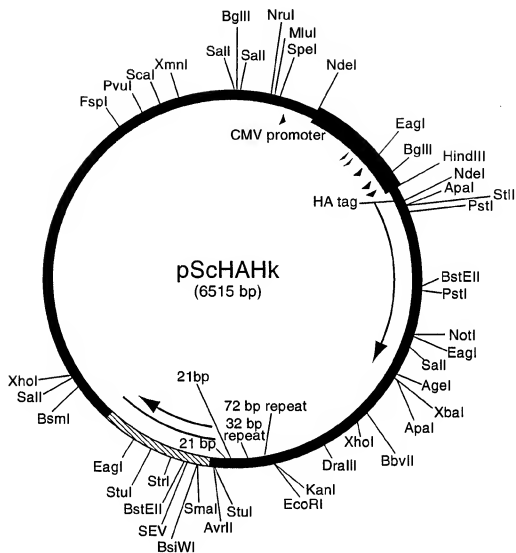 BglII
SalI
SalI
NruI
MluI
SpeI
NdeI
XmnI
ScaI
PvuI
FspI
CMV promoter
EagI
BglII
HindIII
NdeI
ApaI
StII
PstI
HA tag
pScHAHk
(6515 bp)
BstEII
PstI
NotI
EagI
SalI
AgeI
XbaI
ApaI
BbvII
XhoI
DraIII
KanI
EcoRI
21bp
72 bp repeat
32 bp
repeat
21 bp
XhoI
SalI
BsmI
EagI
StuI
StrI
BstEII
SEV
BsiWI
SmaI
AvrII
StuI